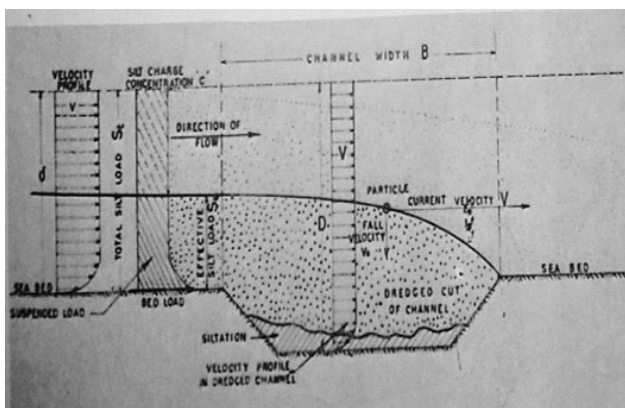 CHANNEL WIDTH B
VELOCITY
PROFILE
V
SILT CHARGE
CONCENTRATION C
DIRECTION OF
FLOW
d
TOTAL SILT LOAD St
V
PARTICLE
CURRENT VELOCITY V
EFFECTIVE
SILT LOAD
D
FALL
VELOCITY
SEA BED
SUSPENDED LOAD
BED LOAD
DREDGED CUT
OF CHANNEL
SEA BED
SILTATION
VELOCITY PROFILE
IN DREDGED CHANNEL